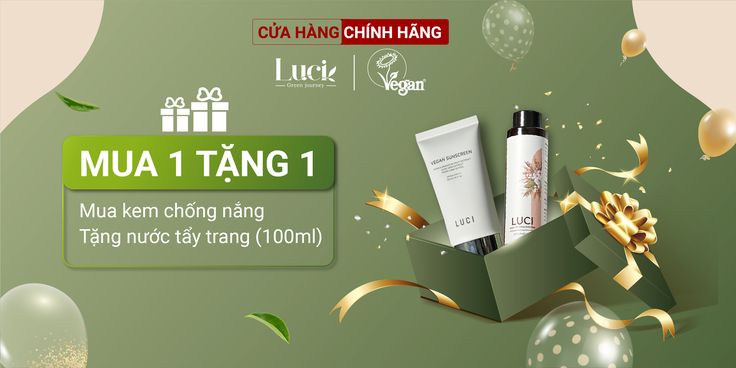 CỬA HÀNG CHÍNH HÃNG
Luci
Green journey
Vegan
MUA 1 TẶNG 1
Mua kem chống nắng
Tặng nước tẩy trang (100ml)
VEGAN SUNSCREEN
LUCI
LUCI